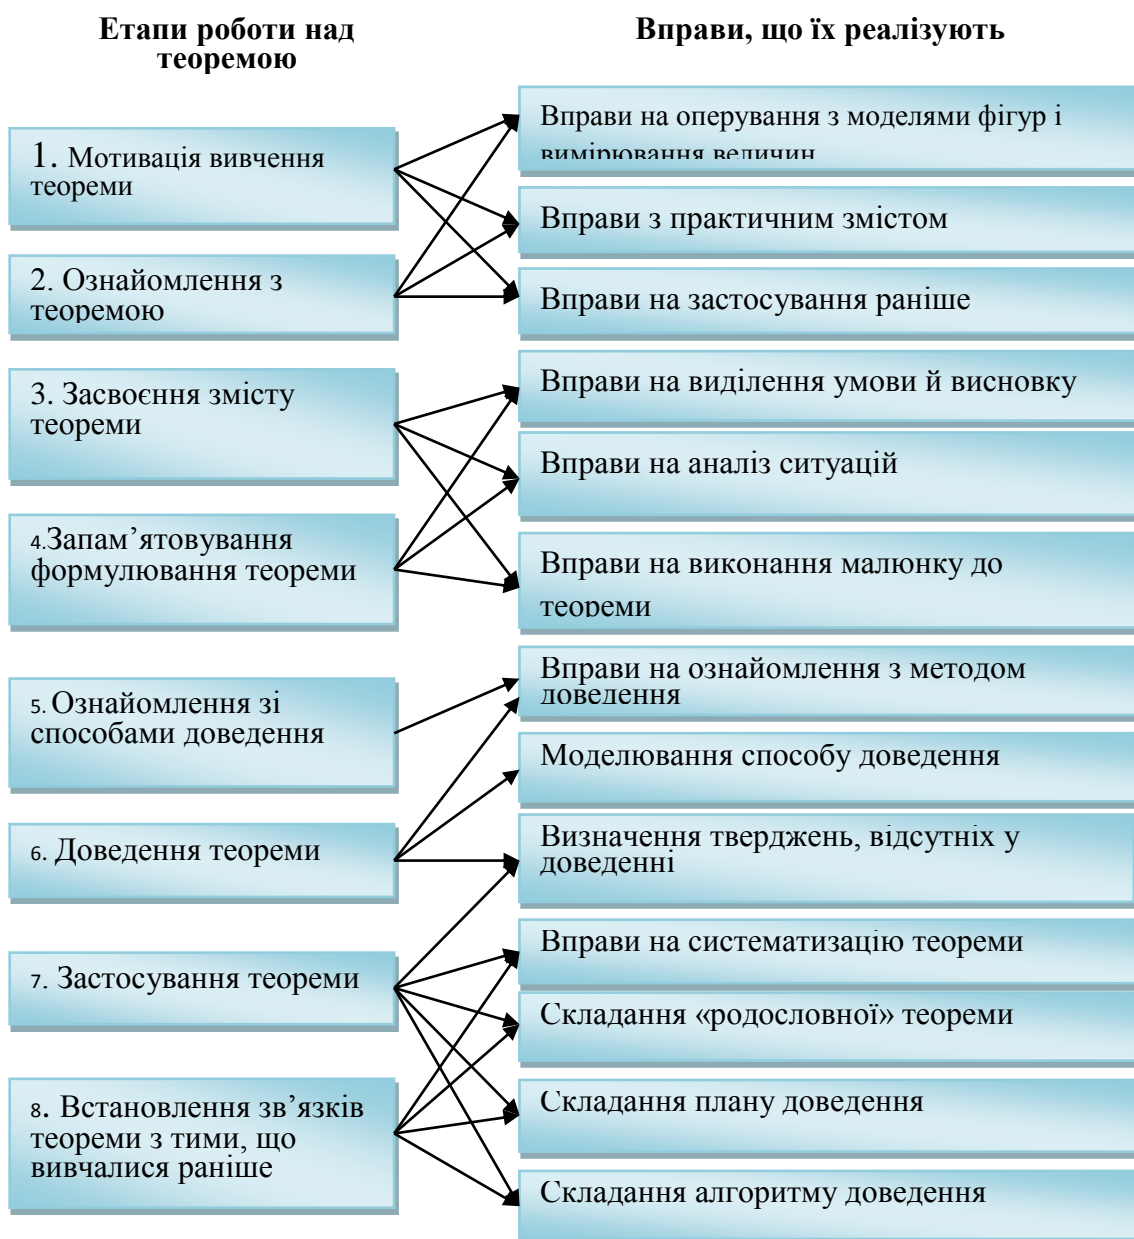 Етапи роботи над
теоремою
Вправи, що їх реалізують
1. Мотивація вивчення
теореми
2. Ознайомлення з
теоремою
3. Засвоєння змісту
теореми
4.Запам’ятовування
формулювання теореми
5. Ознайомлення зі
способами доведення
6. Доведення теореми
7. Застосування теореми
8. Встановлення зв’язків
теореми з тими, що
вивчалися раніше
Вправи на оперування з моделями фігур і
вимірювання величин
Вправи з практичним змістом
Вправи на застосування раніше
Вправи на виділення умови й висновку
Вправи на аналіз ситуацій
Вправи на виконання малюнку до
теореми
Вправи на ознайомлення з методом
доведення
Моделювання способу доведення
Визначення тверджень, відсутніх у
доведенні
Вправи на систематизацію теореми
Складання «родословної» теореми
Складання плану доведення
Складання алгоритму доведення